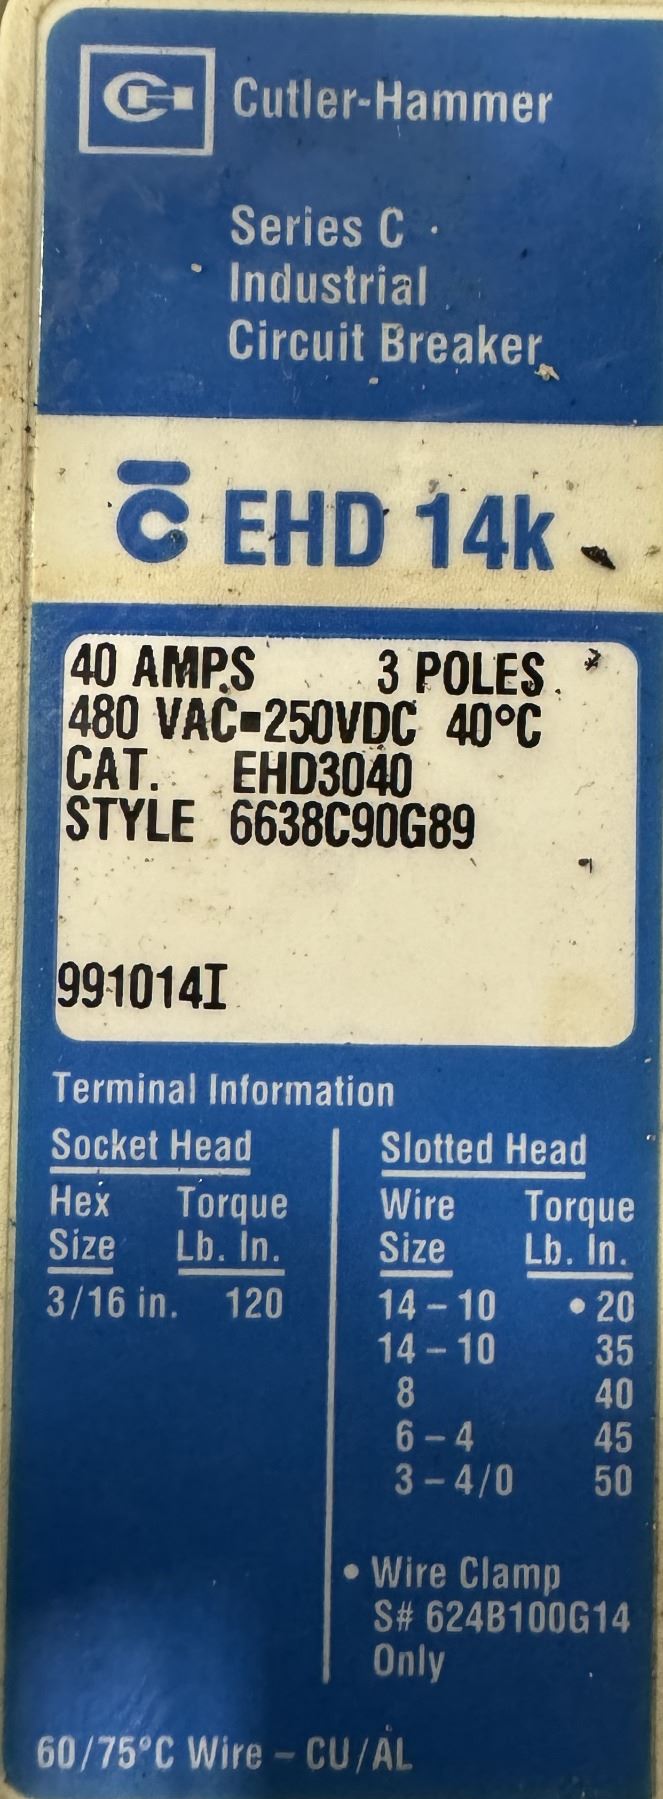 Cutler-Hammer
Series C
Industrial
Circuit Breaker
EHD 14k
40 AMPS 3 POLES
480 VAC▪250VDC 40°C
CAT. EHD3040
STYLE 6638C90G89
991014I
Terminal Information
Socket Head
Hex Torque
Size Lb. In.
3/16 in. 120
Slotted Head
Wire Torque
Size Lb. In.
14 – 10 • 20
14 – 10 35
8 40
6 – 4 45
3 – 4/0 50
• Wire Clamp
S# 624B100G14
Only
60/75°C Wire – CU/AL